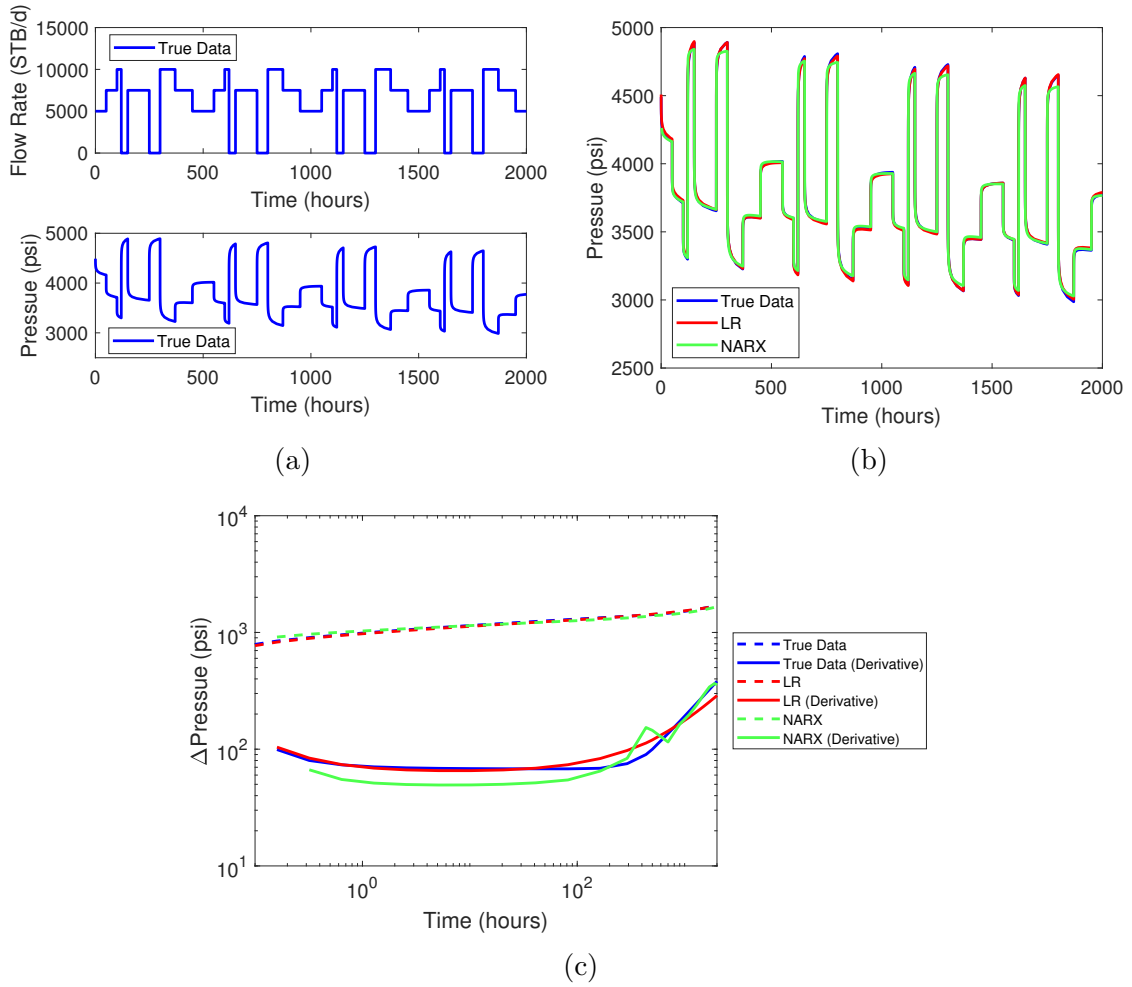 15000
10000
5000
0
Flow Rate (STB/d)
True Data
0 500 1000 1500 2000
Time (hours)
5000
4000
3000
Pressue (psi)
True Data
0 500 1000 1500 2000
Time (hours)
(a)
5000
4500
4000
3500
3000
2500
Pressue (psi)
True Data
LR
NARX
0 500 1000 1500 2000
Time (hours)
(b)
10^4
10^3
10^2
10^1
ΔPressue (psi)
10^0 10^2
Time (hours)
True Data
True Data (Derivative)
LR
LR (Derivative)
NARX
NARX (Derivative)
(c)